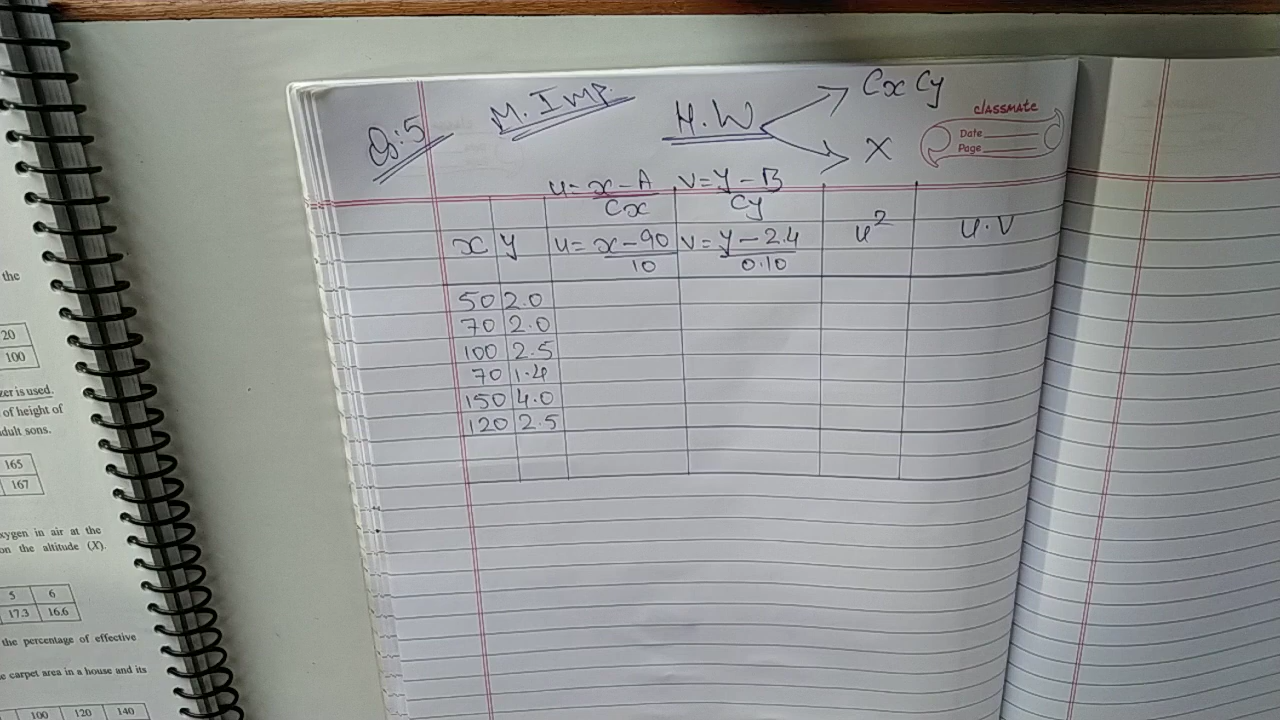 Q:5 M. Imp H.W Cx Cy
x
classmate
Date
Page
u=x-A/Cx v=y-B/Cy
x y u=x-90/10 v=y-2.4/0.10 u² u.v
50 2.0
70 2.0
100 2.5
70 1.4
150 4.0
120 2.5
the
20
100
zer is used.
of height of
dult sons.
165
167
xygen in air at the
on the altitude (X).
5 6
17.3 16.6
the percentage of effective
e carpet area in a house and its
100 120 140